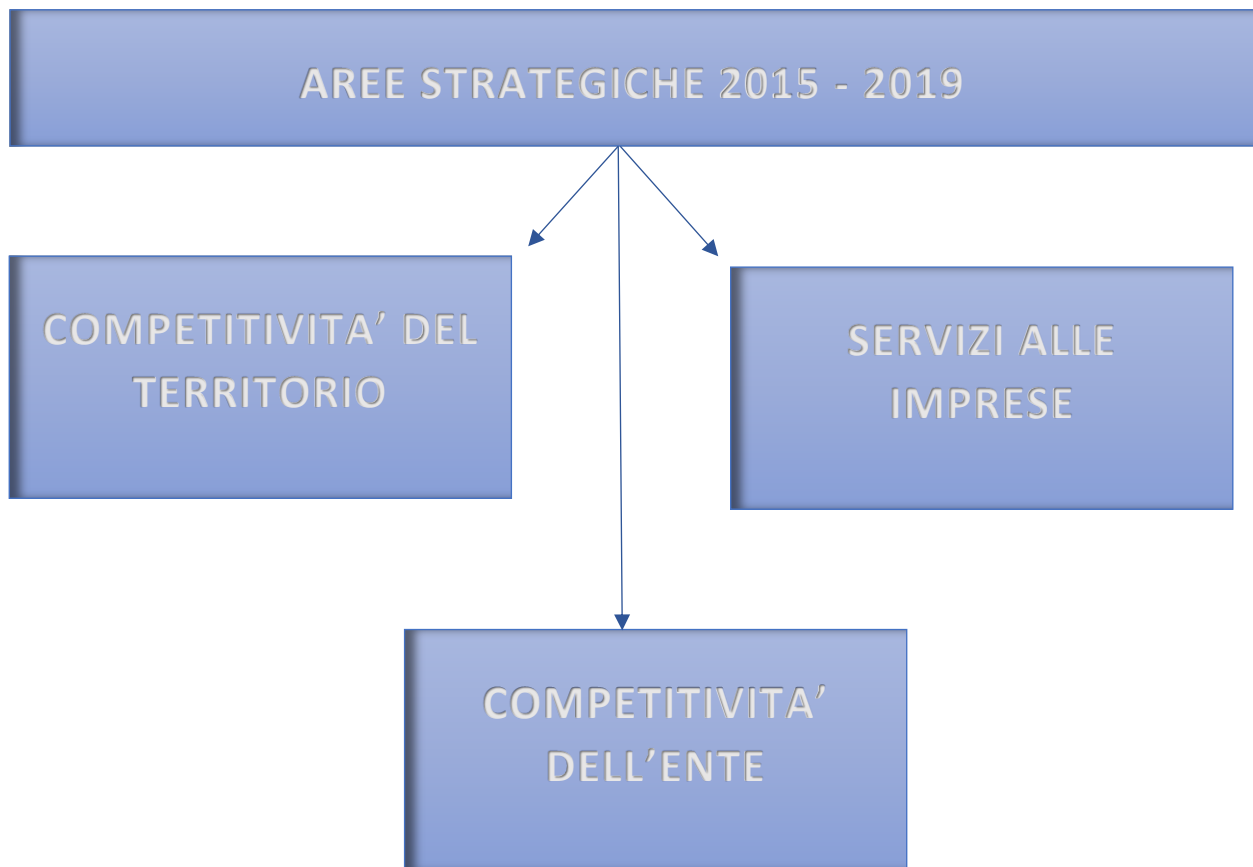 AREE STRATEGICHE 2015 - 2019
COMPETITIVITA’ DEL
TERRITORIO
SERVIZI ALLE
IMPRESE
COMPETITIVITA’
DELL’ENTE